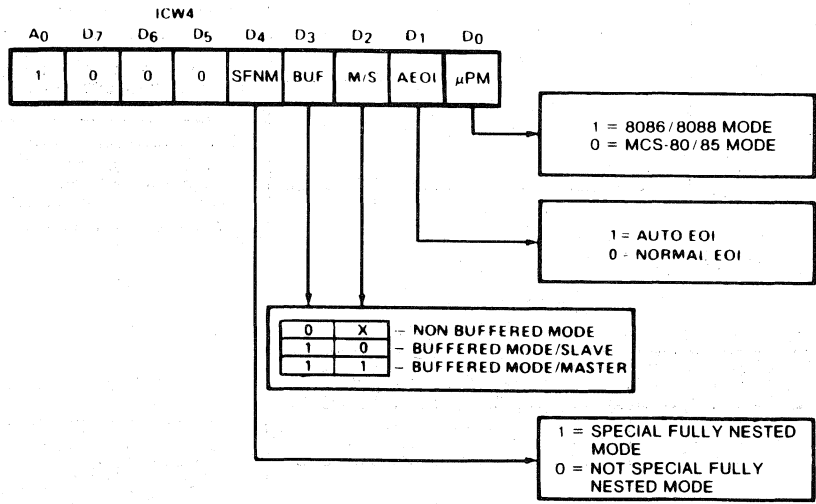 ICW4
A0 D7 D6 D5 D4 D3 D2 D1 D0
1 0 0 0 SFNM BUF M/S AEOI μPM
1 = 8086/8088 MODE
0 = MCS-80/85 MODE
1 = AUTO EOI
0 - NORMAL EOI
0 X – NON BUFFERED MODE
1 0 – BUFFERED MODE/SLAVE
1 1 – BUFFERED MODE/MASTER
1 = SPECIAL FULLY NESTED
MODE
0 = NOT SPECIAL FULLY
NESTED MODE